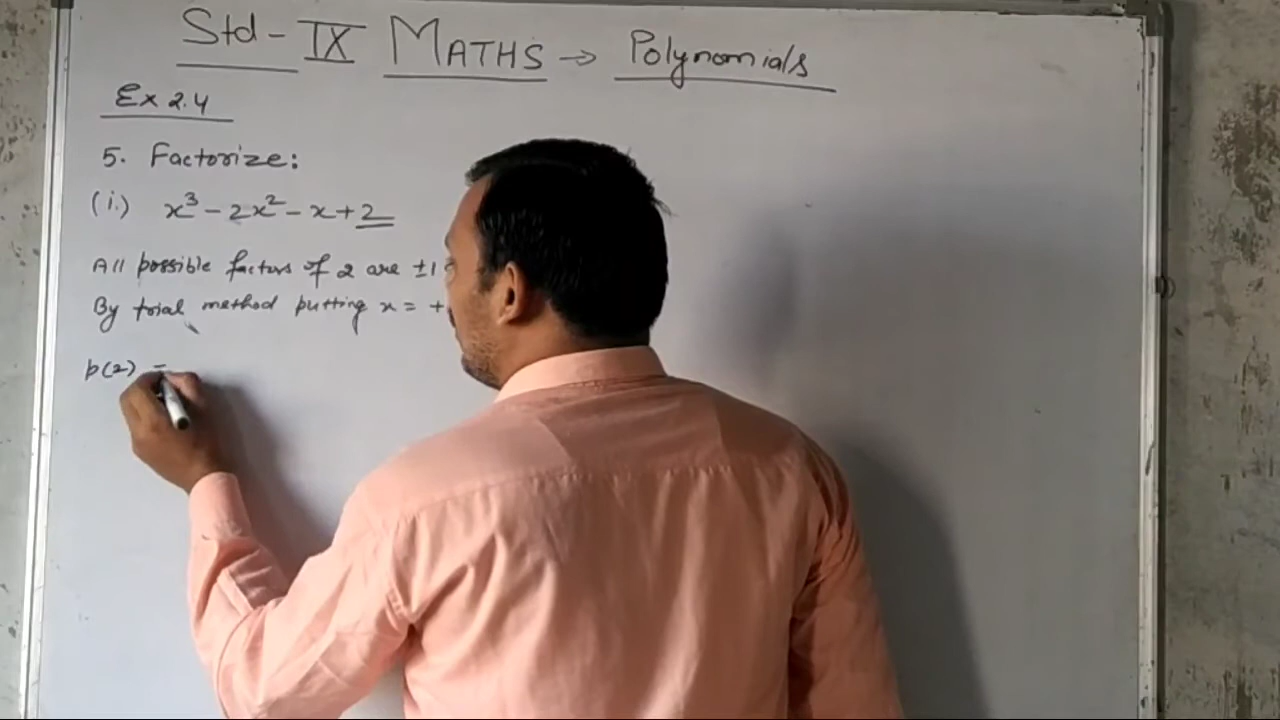 Std - IX MATHS → Polynomials
Ex 2.4
5. Factorize:
(i.) x³ - 2x² - x + 2
All possible factors of 2 are ±1
By trial method putting x = +
p(2) =